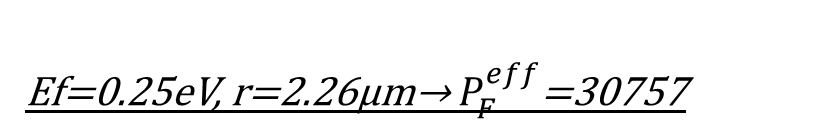 Ef=0.25eV, r=2.26μm→ P_F^eff =30757